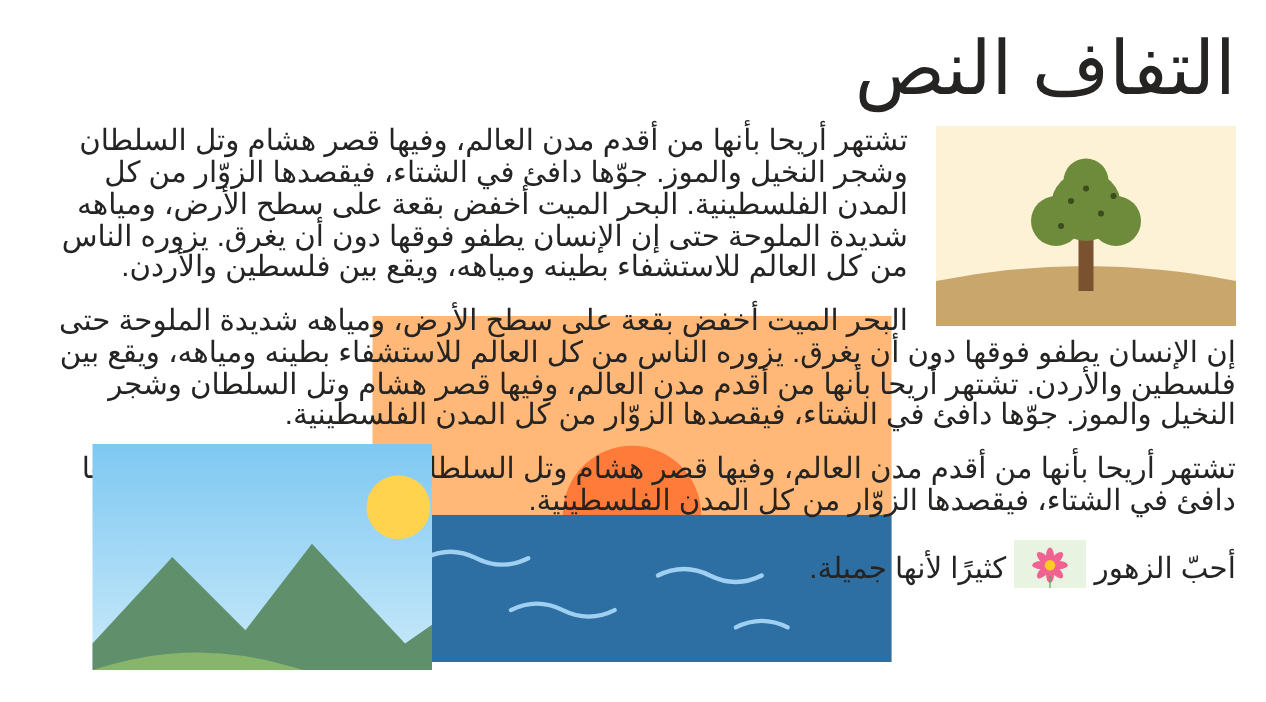 التفاف النص
تشتهر أريحا بأنها من أقدم مدن العالم، وفيها قصر هشام وتل السلطان
وشجر النخيل والموز. جوّها دافئ في الشتاء، فيقصدها الزوّار من كل
المدن الفلسطينية. البحر الميت أخفض بقعة على سطح الأرض، ومياهه
شديدة الملوحة حتى إن الإنسان يطفو فوقها دون أن يغرق. يزوره الناس
من كل العالم للاستشفاء بطينه ومياهه، ويقع بين فلسطين والأردن.
البحر الميت أخفض بقعة على سطح الأرض، ومياهه شديدة الملوحة حتى
إن الإنسان يطفو فوقها دون أن يغرق. يزوره الناس من كل العالم للاستشفاء بطينه ومياهه، ويقع بين
فلسطين والأردن. تشتهر أريحا بأنها من أقدم مدن العالم، وفيها قصر هشام وتل السلطان وشجر
النخيل والموز. جوّها دافئ في الشتاء، فيقصدها الزوّار من كل المدن الفلسطينية.
تشتهر أريحا بأنها من أقدم مدن العالم، وفيها قصر هشام وتل
دافئ في الشتاء، فيقصدها الزوّار من كل المدن الفلسطينية.
أحبّ الزهور كثيرًا لأنها جميلة.